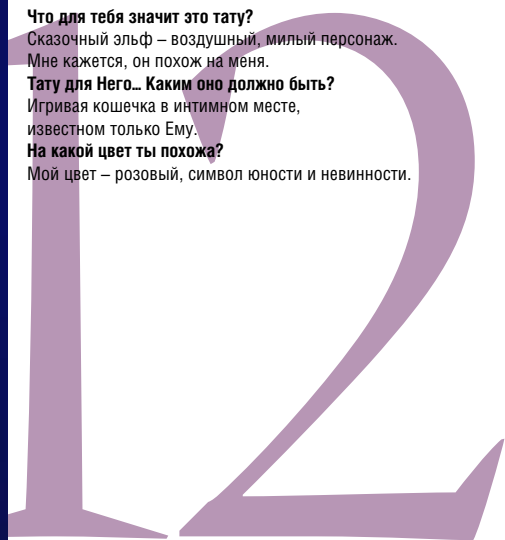 Что для тебя значит это тату?
Сказочный эльф – воздушный, милый персонаж.
Мне кажется, он похож на меня.
Тату для Него... Каким оно должно быть?
Игривая кошечка в интимном месте,
известном только Ему.
На какой цвет ты похожа?
Мой цвет – розовый, символ юности и невинности.
12